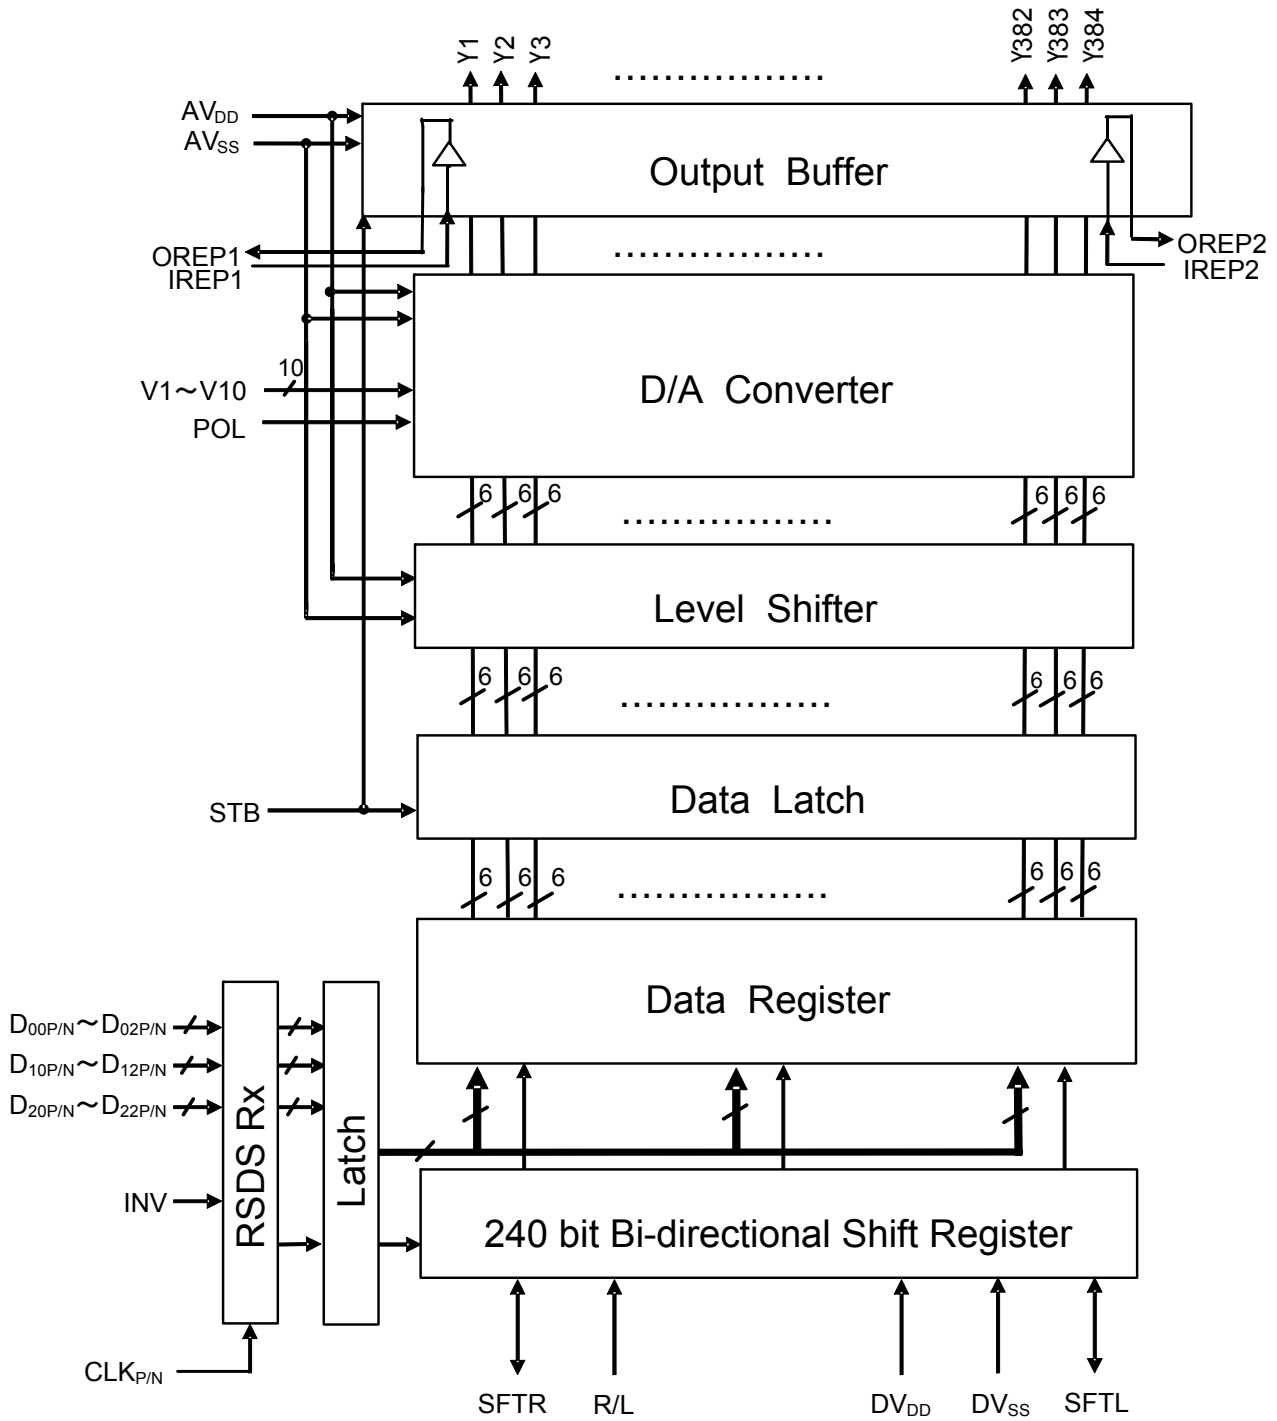 Y1 Y2 Y3 ................. Y382 Y383 Y384
AVDD
AVSS
Output Buffer
OREP1 ................. OREP2
IREP1 IREP2
10
V1～V10
D/A Converter
POL
6 6 6 ................. 6 6 6
Level Shifter
6 6 6 ................. 6 6 6
Data Latch
STB
6 6 6 ................. 6 6 6
Data Register
D00P/N～D02P/N
D10P/N～D12P/N
D20P/N～D22P/N
RSDS Rx
Latch
INV
240 bit Bi-directional Shift Register
CLKP/N
SFTR R/L DVDD DVSS SFTL